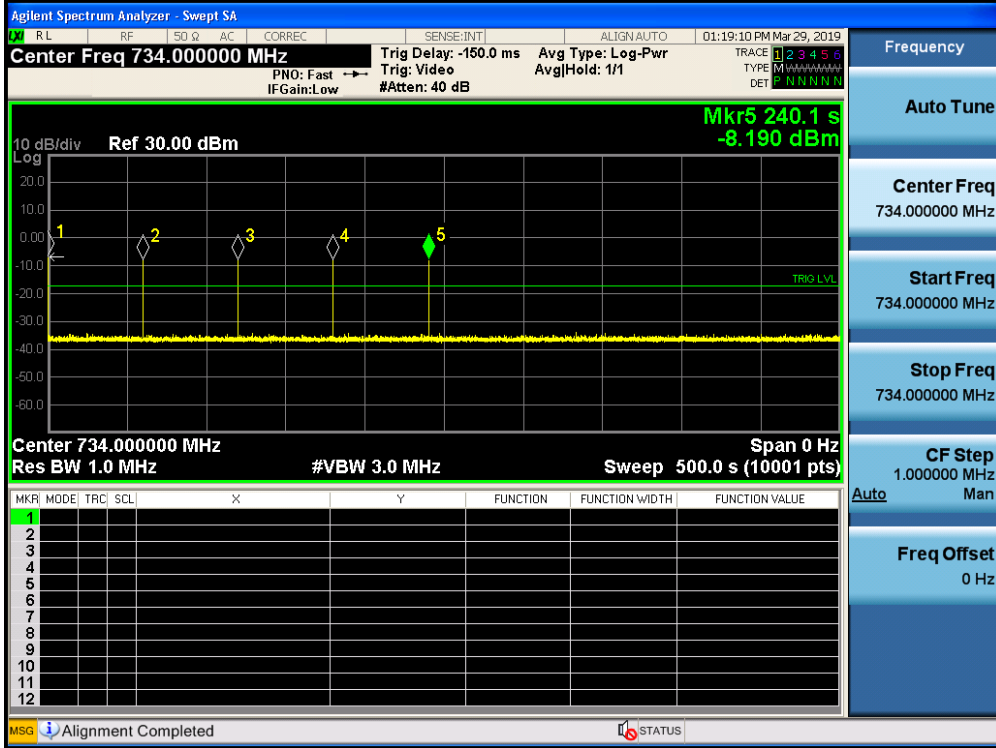 Agilent Spectrum Analyzer - Swept SA
LXI RL RF 50 Ω AC CORREC SENSE:INT ALIGN AUTO 01:19:10 PM Mar 29, 2019
Center Freq 734.000000 MHz
PNO: Fast
IFGain:Low
Trig Delay: -150.0 ms
Trig: Video
#Atten: 40 dB
Avg Type: Log-Pwr
Avg|Hold: 1/1
TRACE 1 2 3 4 5 6
TYPE M WWWWW
DET P N N N N N
Mkr5 240.1 s
-8.190 dBm
10 dB/div
Log
Ref 30.00 dBm
20.0
10.0
0.00
-10.0
-20.0
-30.0
-40.0
-50.0
-60.0
1
2
3
4
5
TRIG LVL
Center 734.000000 MHz Span 0 Hz
Res BW 1.0 MHz #VBW 3.0 MHz Sweep 500.0 s (10001 pts)
MKR MODE TRC SCL X Y FUNCTION FUNCTION WIDTH FUNCTION VALUE
1
2
3
4
5
6
7
8
9
10
11
12
MSG Alignment Completed STATUS
Frequency
Auto Tune
Center Freq
734.000000 MHz
Start Freq
734.000000 MHz
Stop Freq
734.000000 MHz
CF Step
1.000000 MHz
Auto Man
Freq Offset
0 Hz